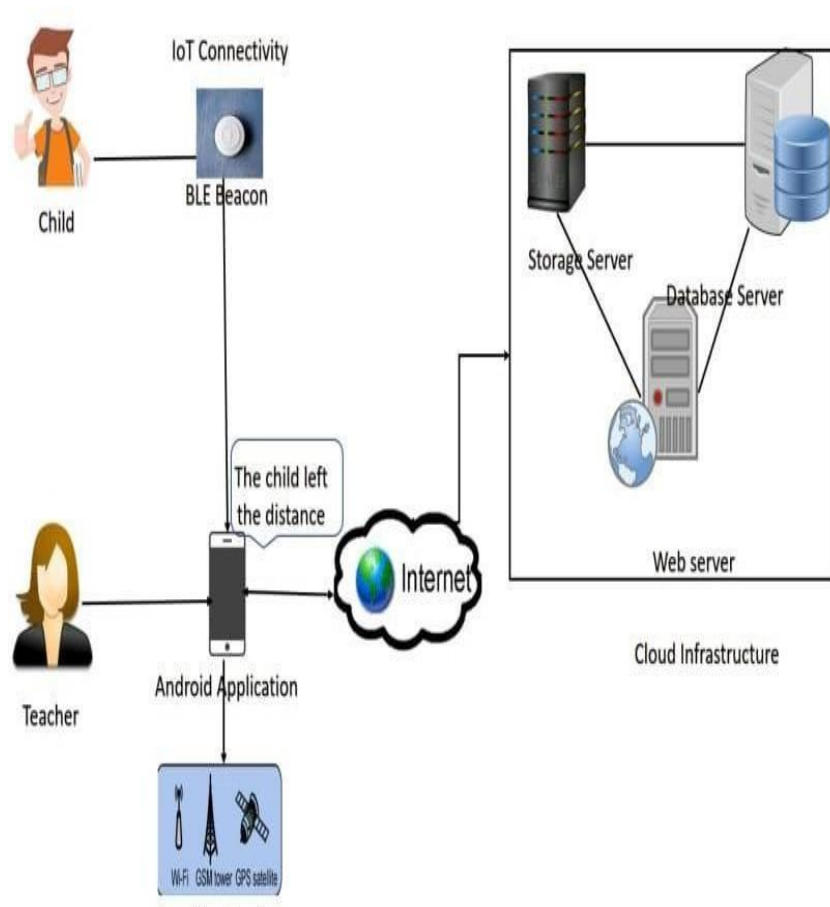 IoT Connectivity
BLE Beacon
Child
Storage Server
Database Server
The child left
the distance
Internet
Web server
Cloud Infrastructure
Android Application
Teacher
Wi-Fi GSM tower GPS satellite